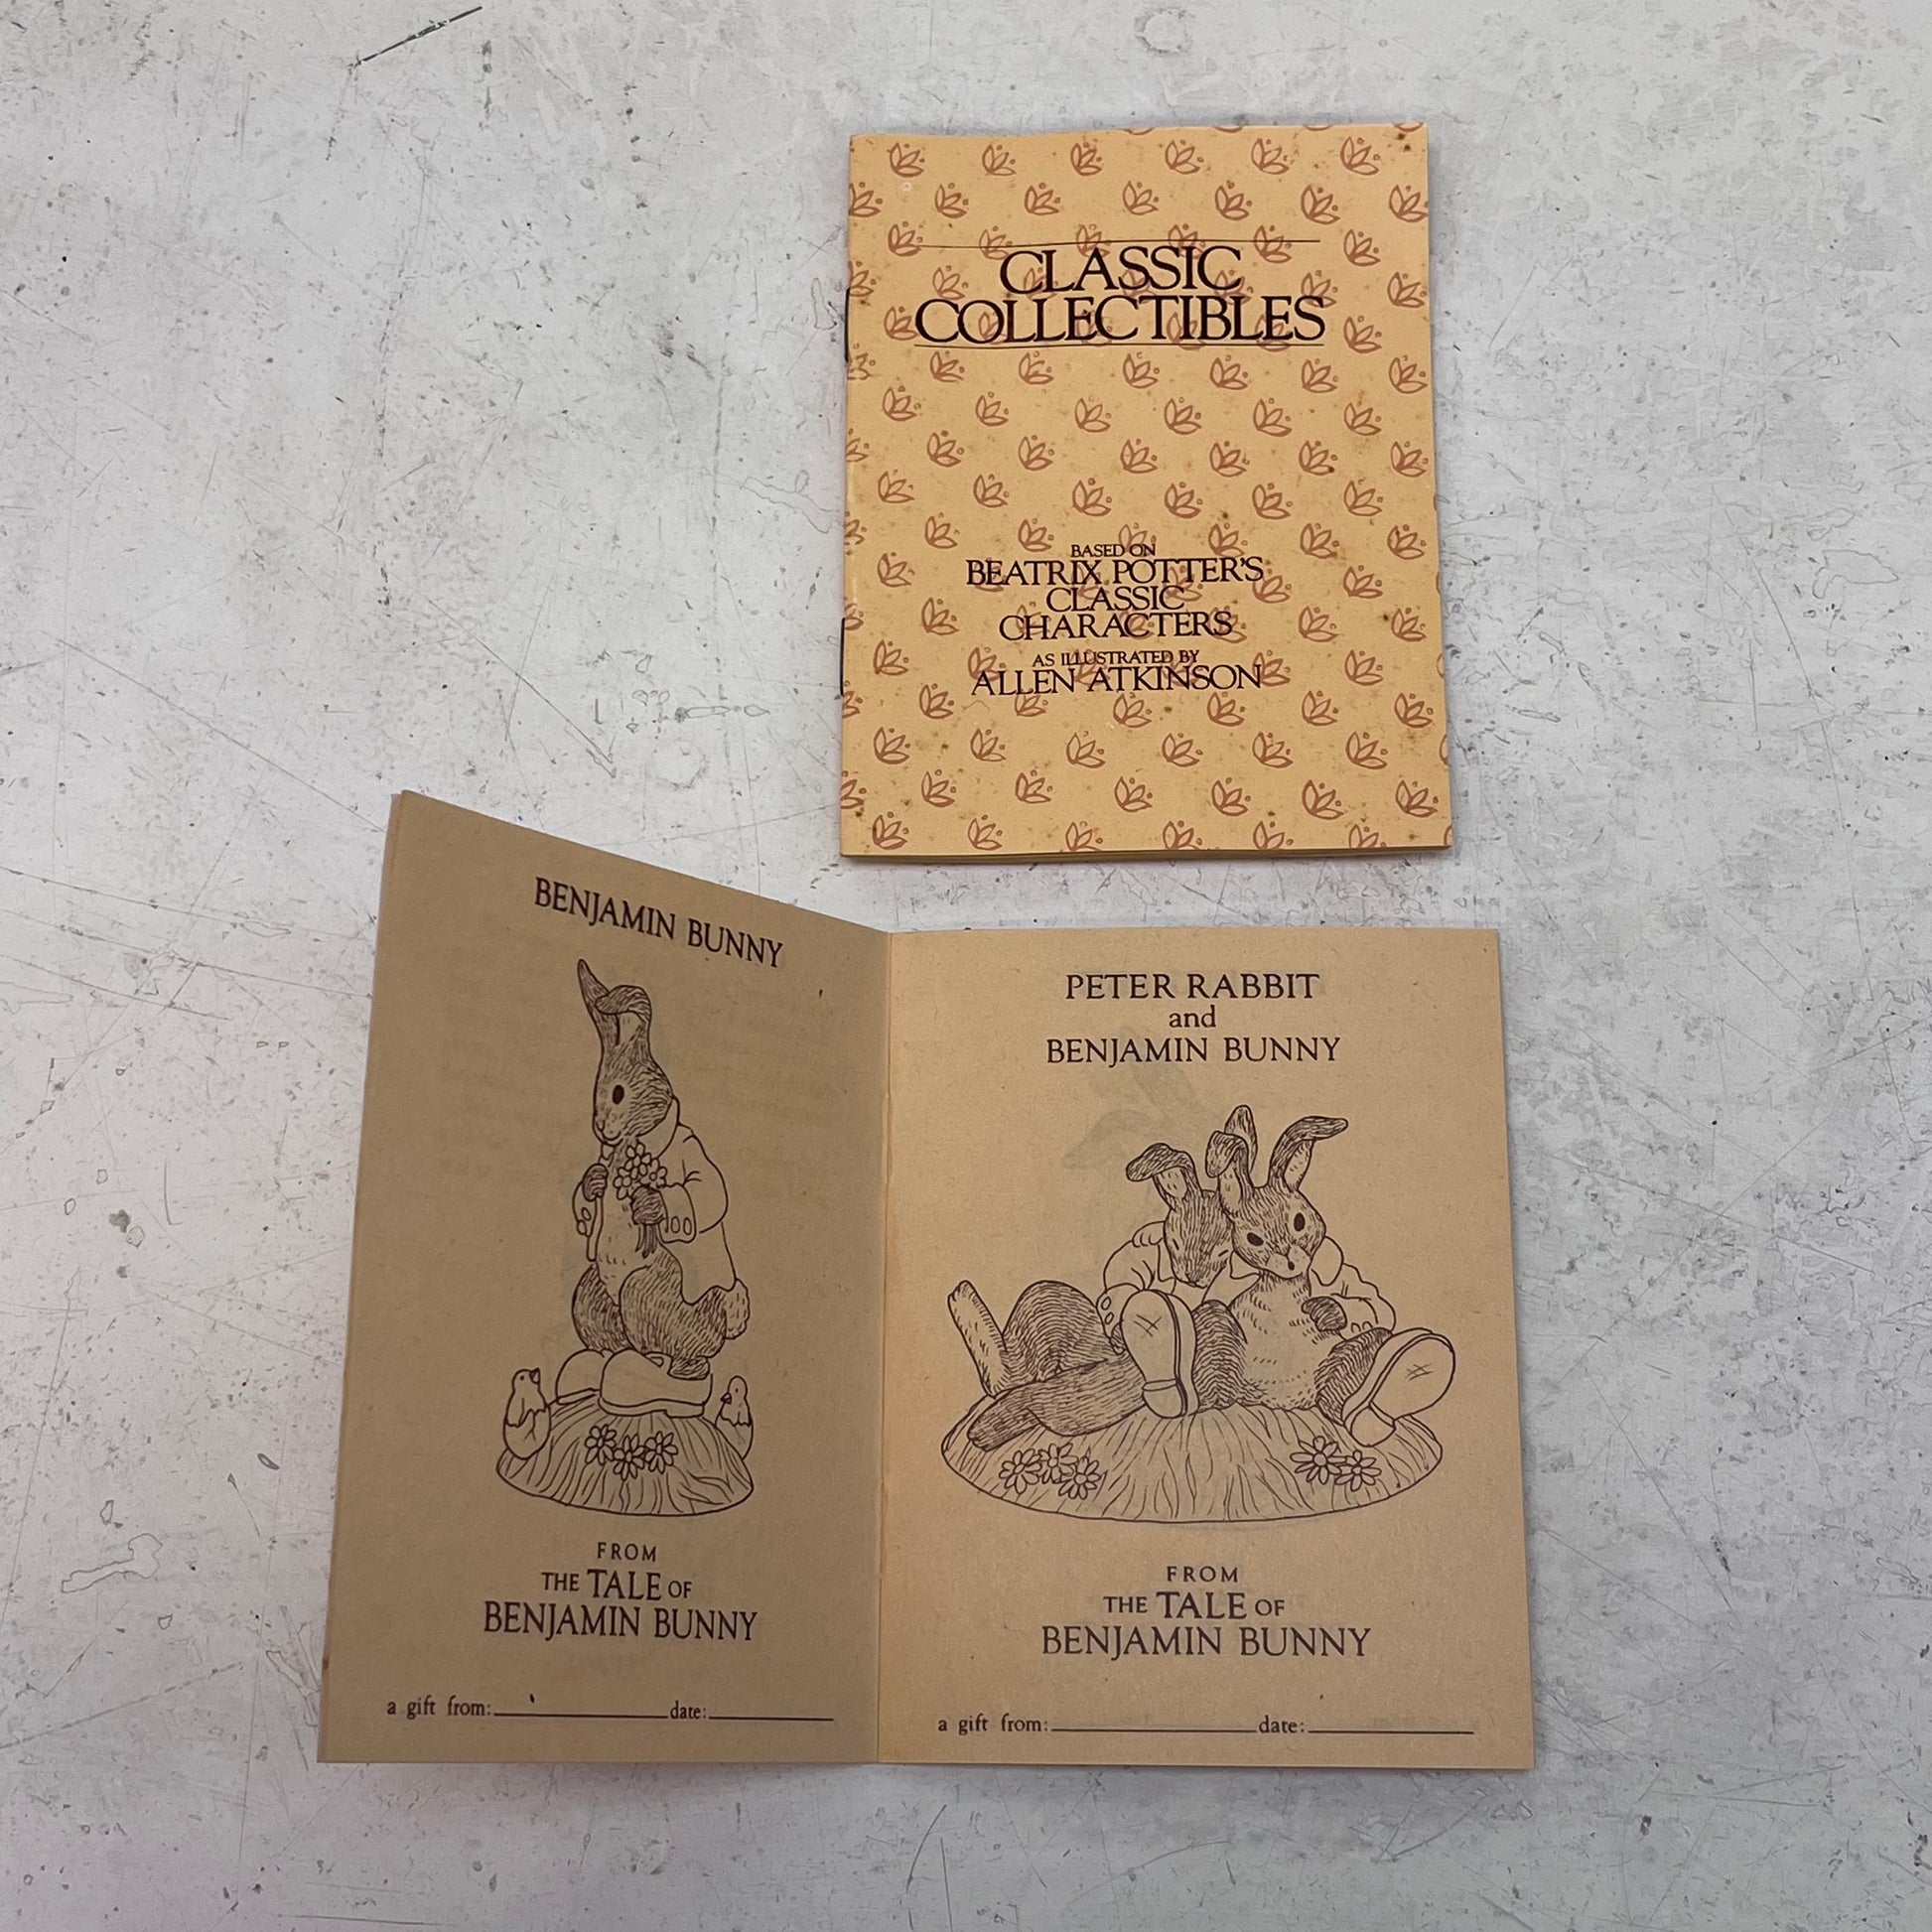 CLASSIC
COLLECTIBLES
BASED ON
BEATRIX POTTER'S
CLASSIC
CHARACTERS
AS ILLUSTRATED BY
ALLEN ATKINSON
BENJAMIN BUNNY
FROM
THE TALE OF
BENJAMIN BUNNY
a gift from: date:
PETER RABBIT
and
BENJAMIN BUNNY
FROM
THE TALE OF
BENJAMIN BUNNY
a gift from: date: